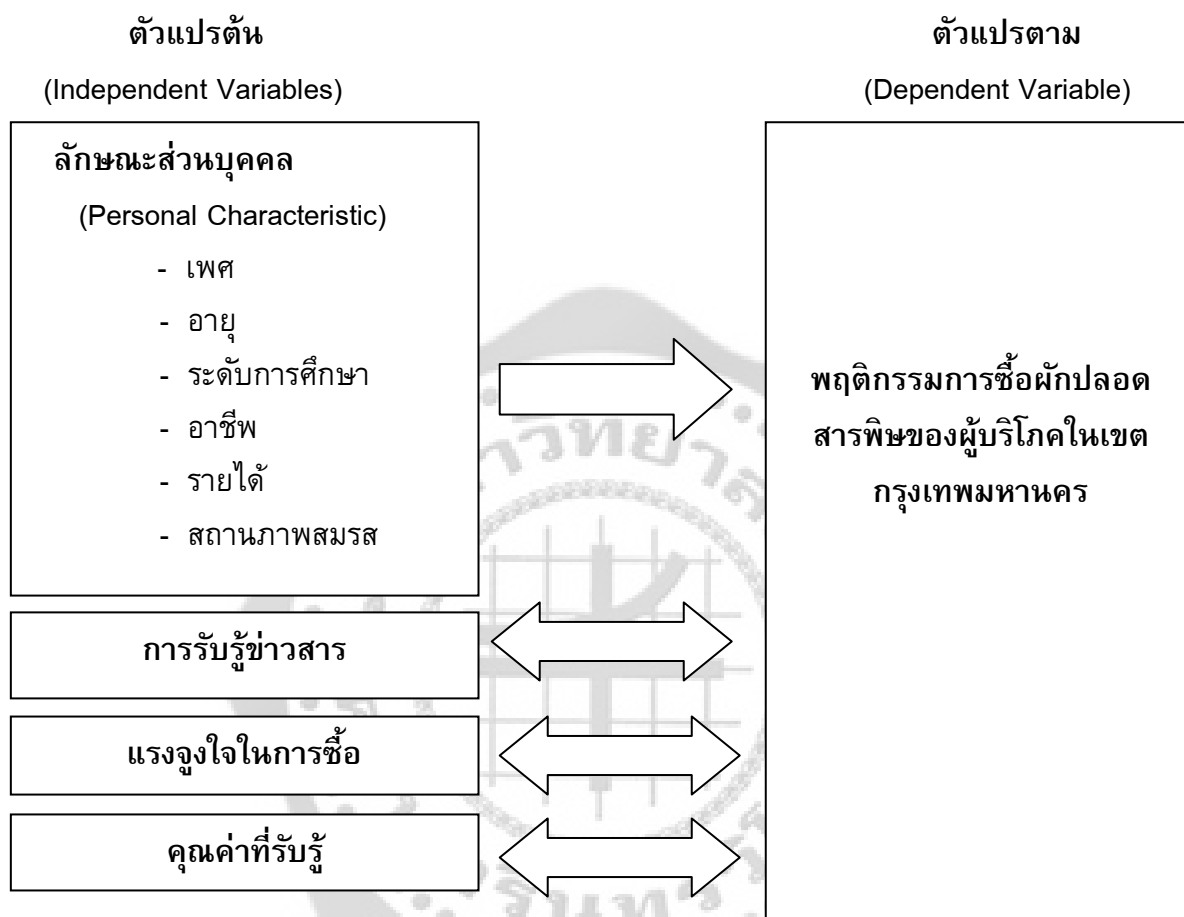 ตัวแปรต้น
(Independent Variables)
ลักษณะส่วนบุคคล
(Personal Characteristic)
- เพศ
- อายุ
- ระดับการศึกษา
- อาชีพ
- รายได้
- สถานภาพสมรส
การรับรู้ข่าวสาร
แรงจูงใจในการซื้อ
คุณค่าที่รับรู้
ตัวแปรตาม
(Dependent Variable)
พฤติกรรมการซื้อผักปลอด
สารพิษของผู้บริโภคในเขต
กรุงเทพมหานคร